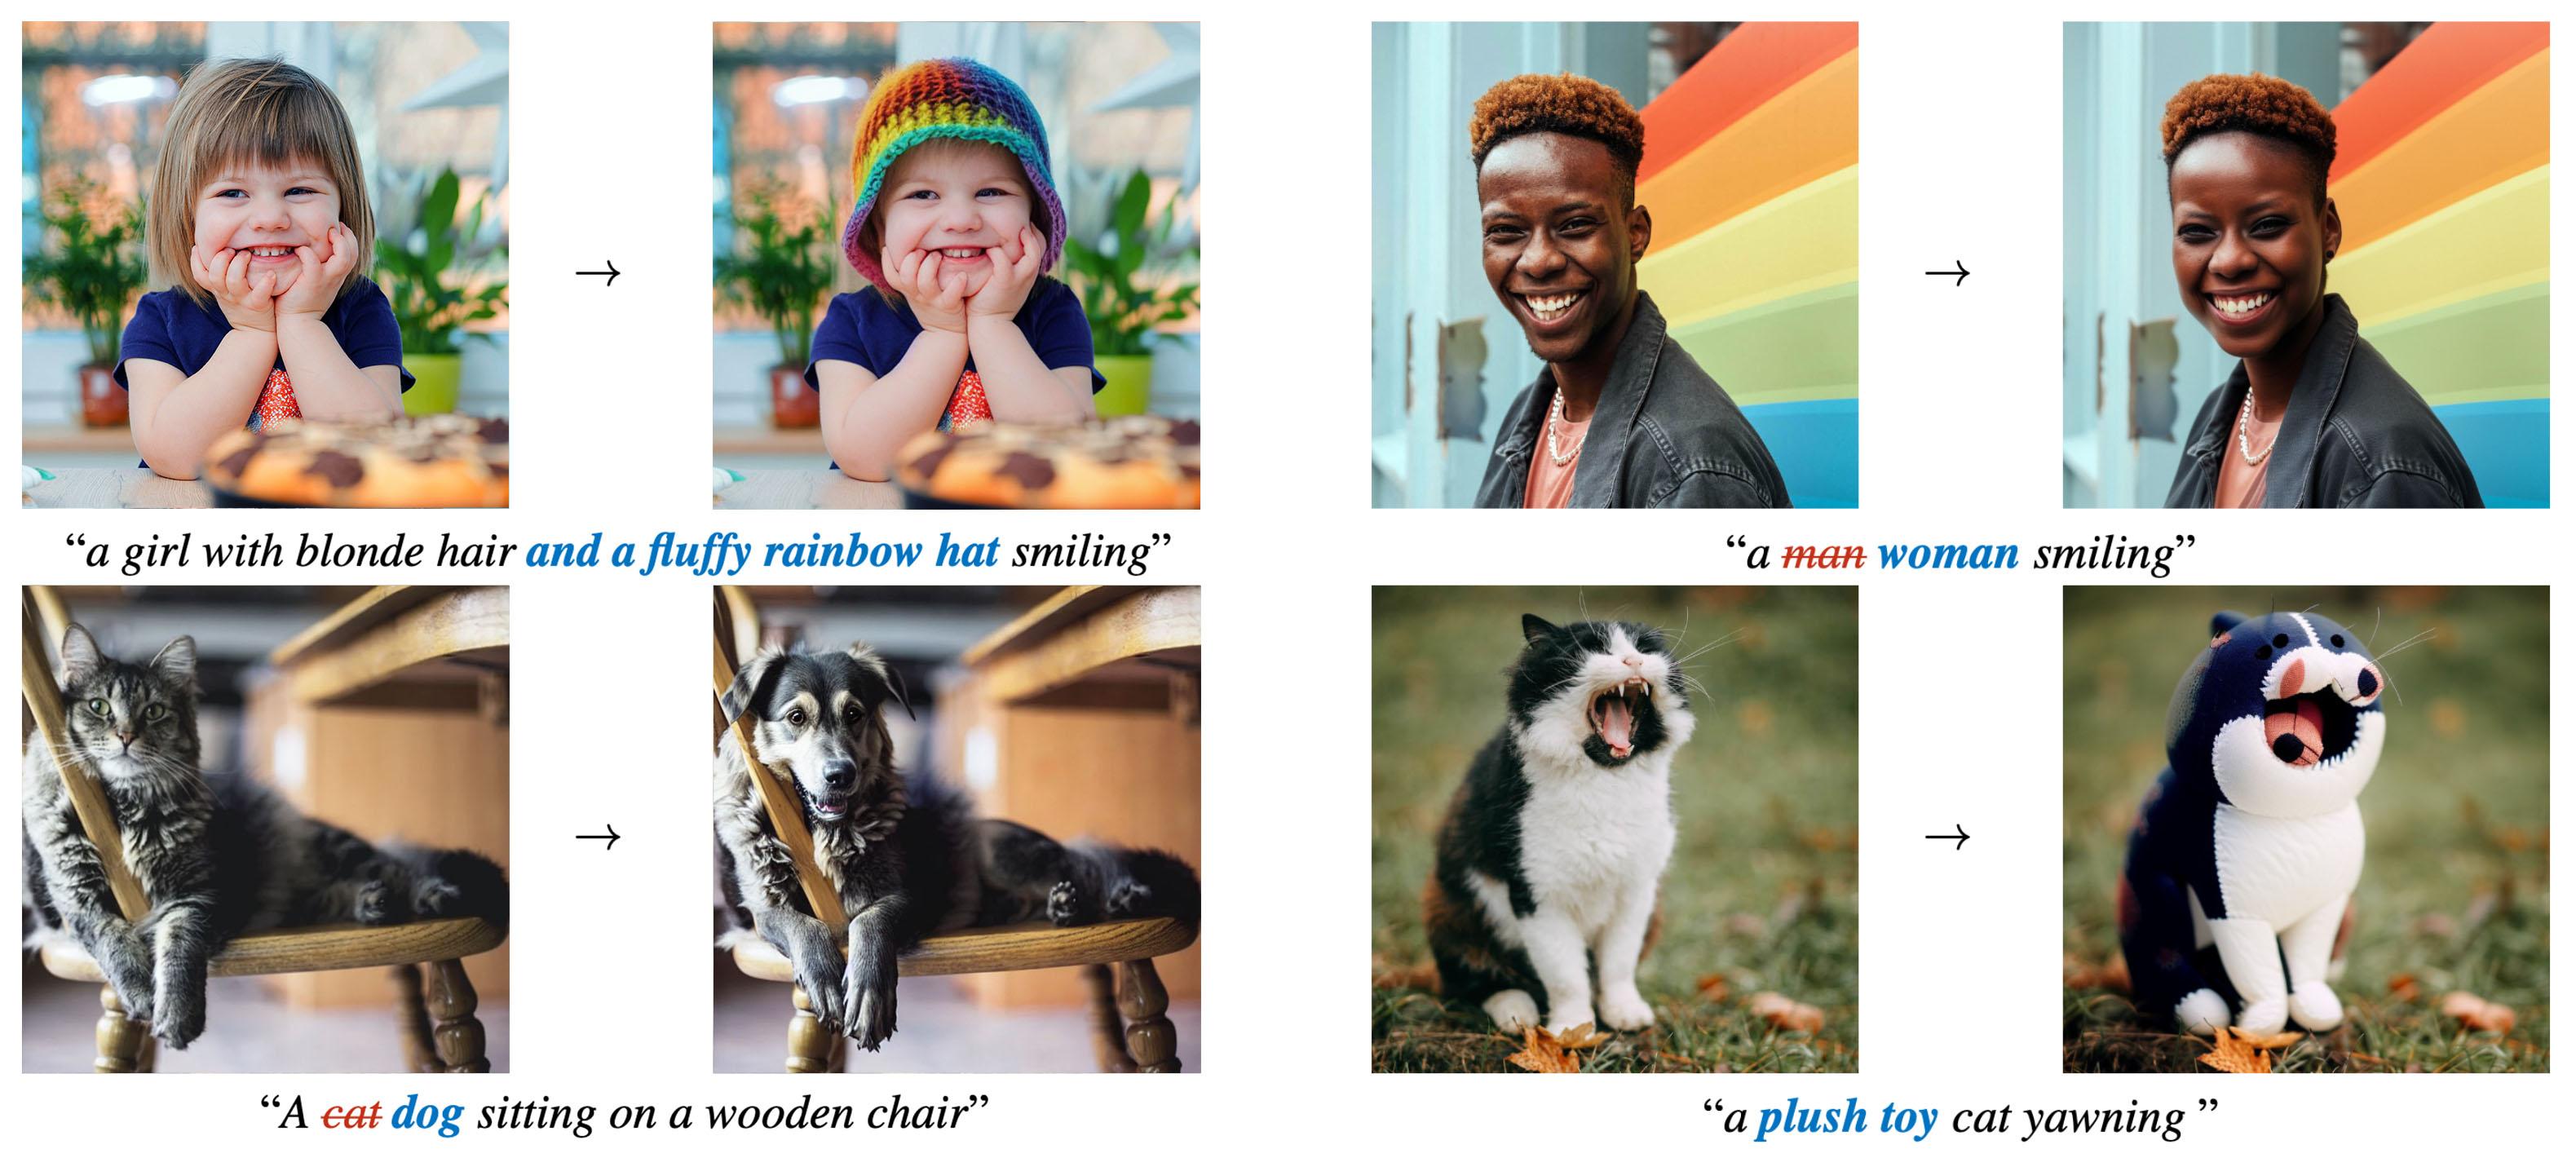 “a girl with blonde hair and a fluffy rainbow hat smiling”
“a man woman smiling”
“A cat dog sitting on a wooden chair”
“a plush toy cat yawning ”